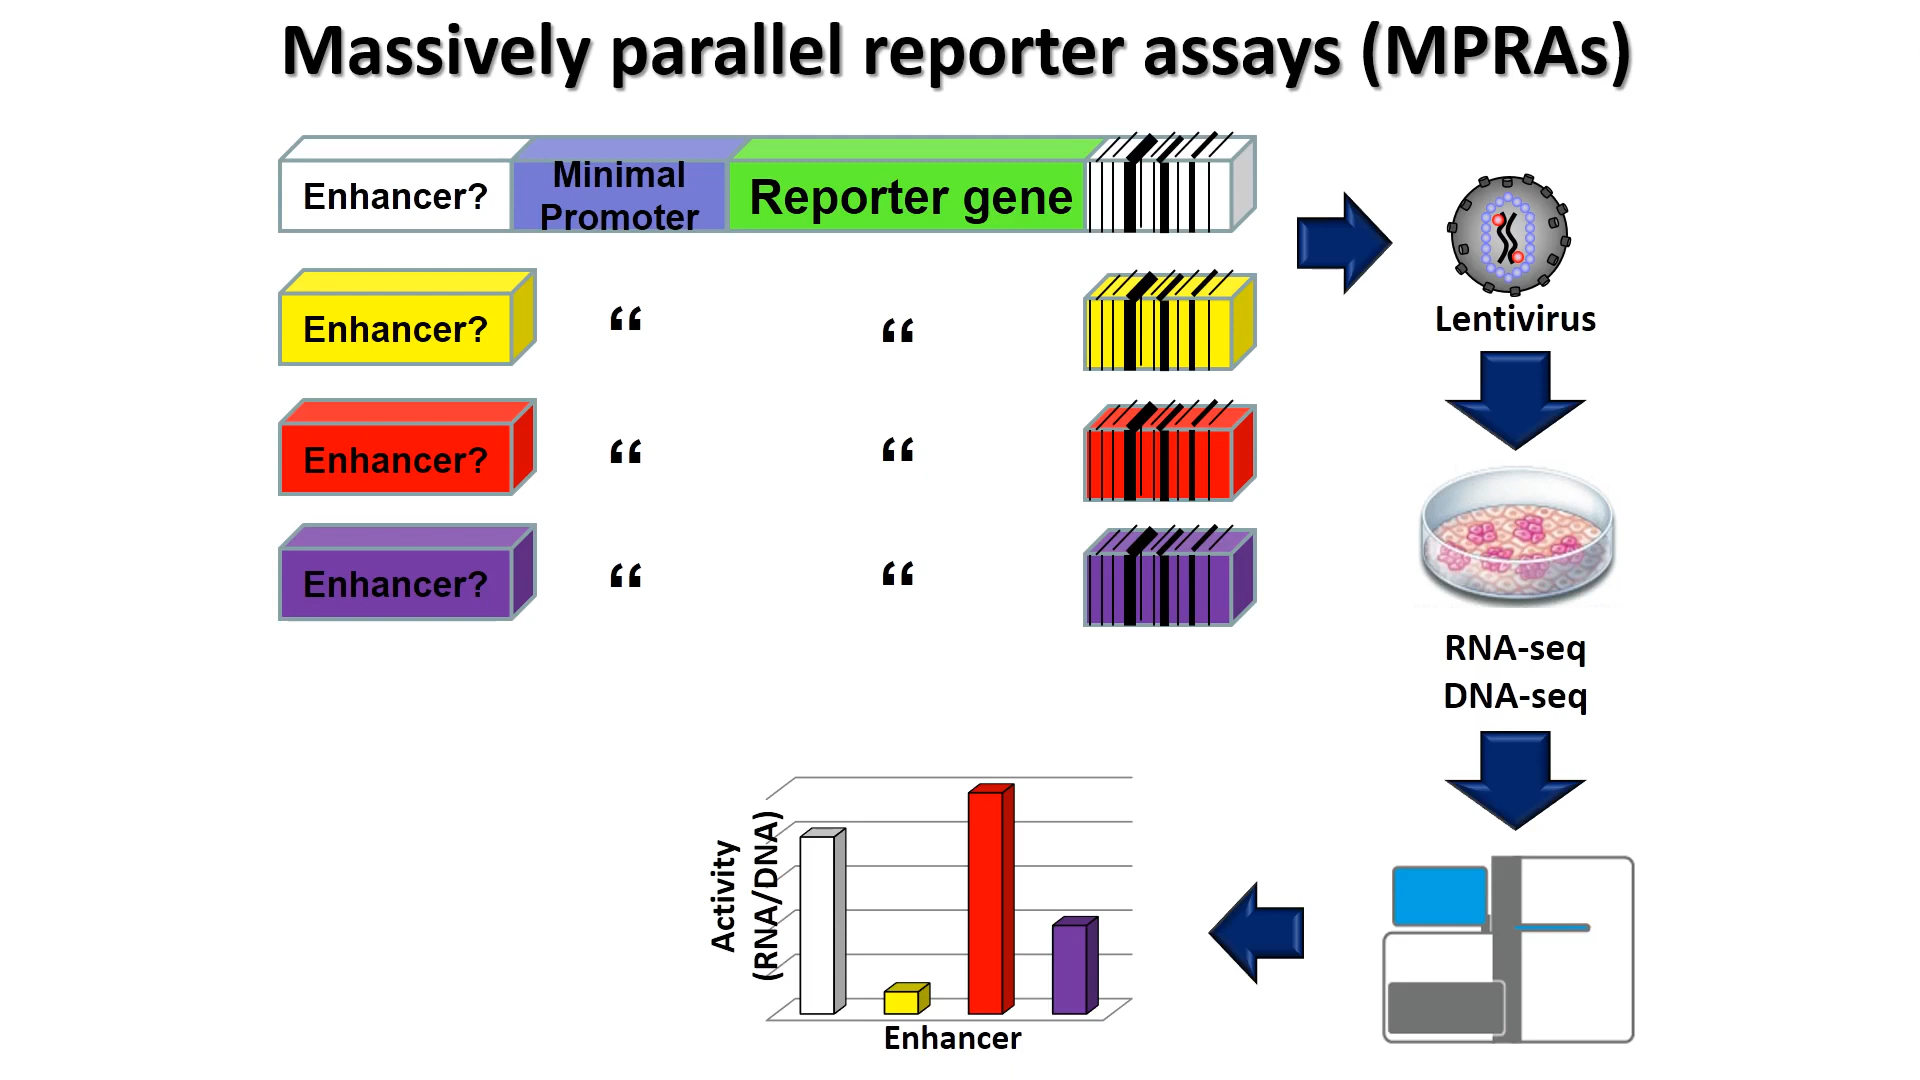 Massively parallel reporter assays (MPRAs)
Enhancer?
Minimal
Promoter
Reporter gene
Enhancer?
“
“
Enhancer?
“
“
Enhancer?
“
“
Lentivirus
RNA-seq
DNA-seq
Activity
(RNA/DNA)
Enhancer